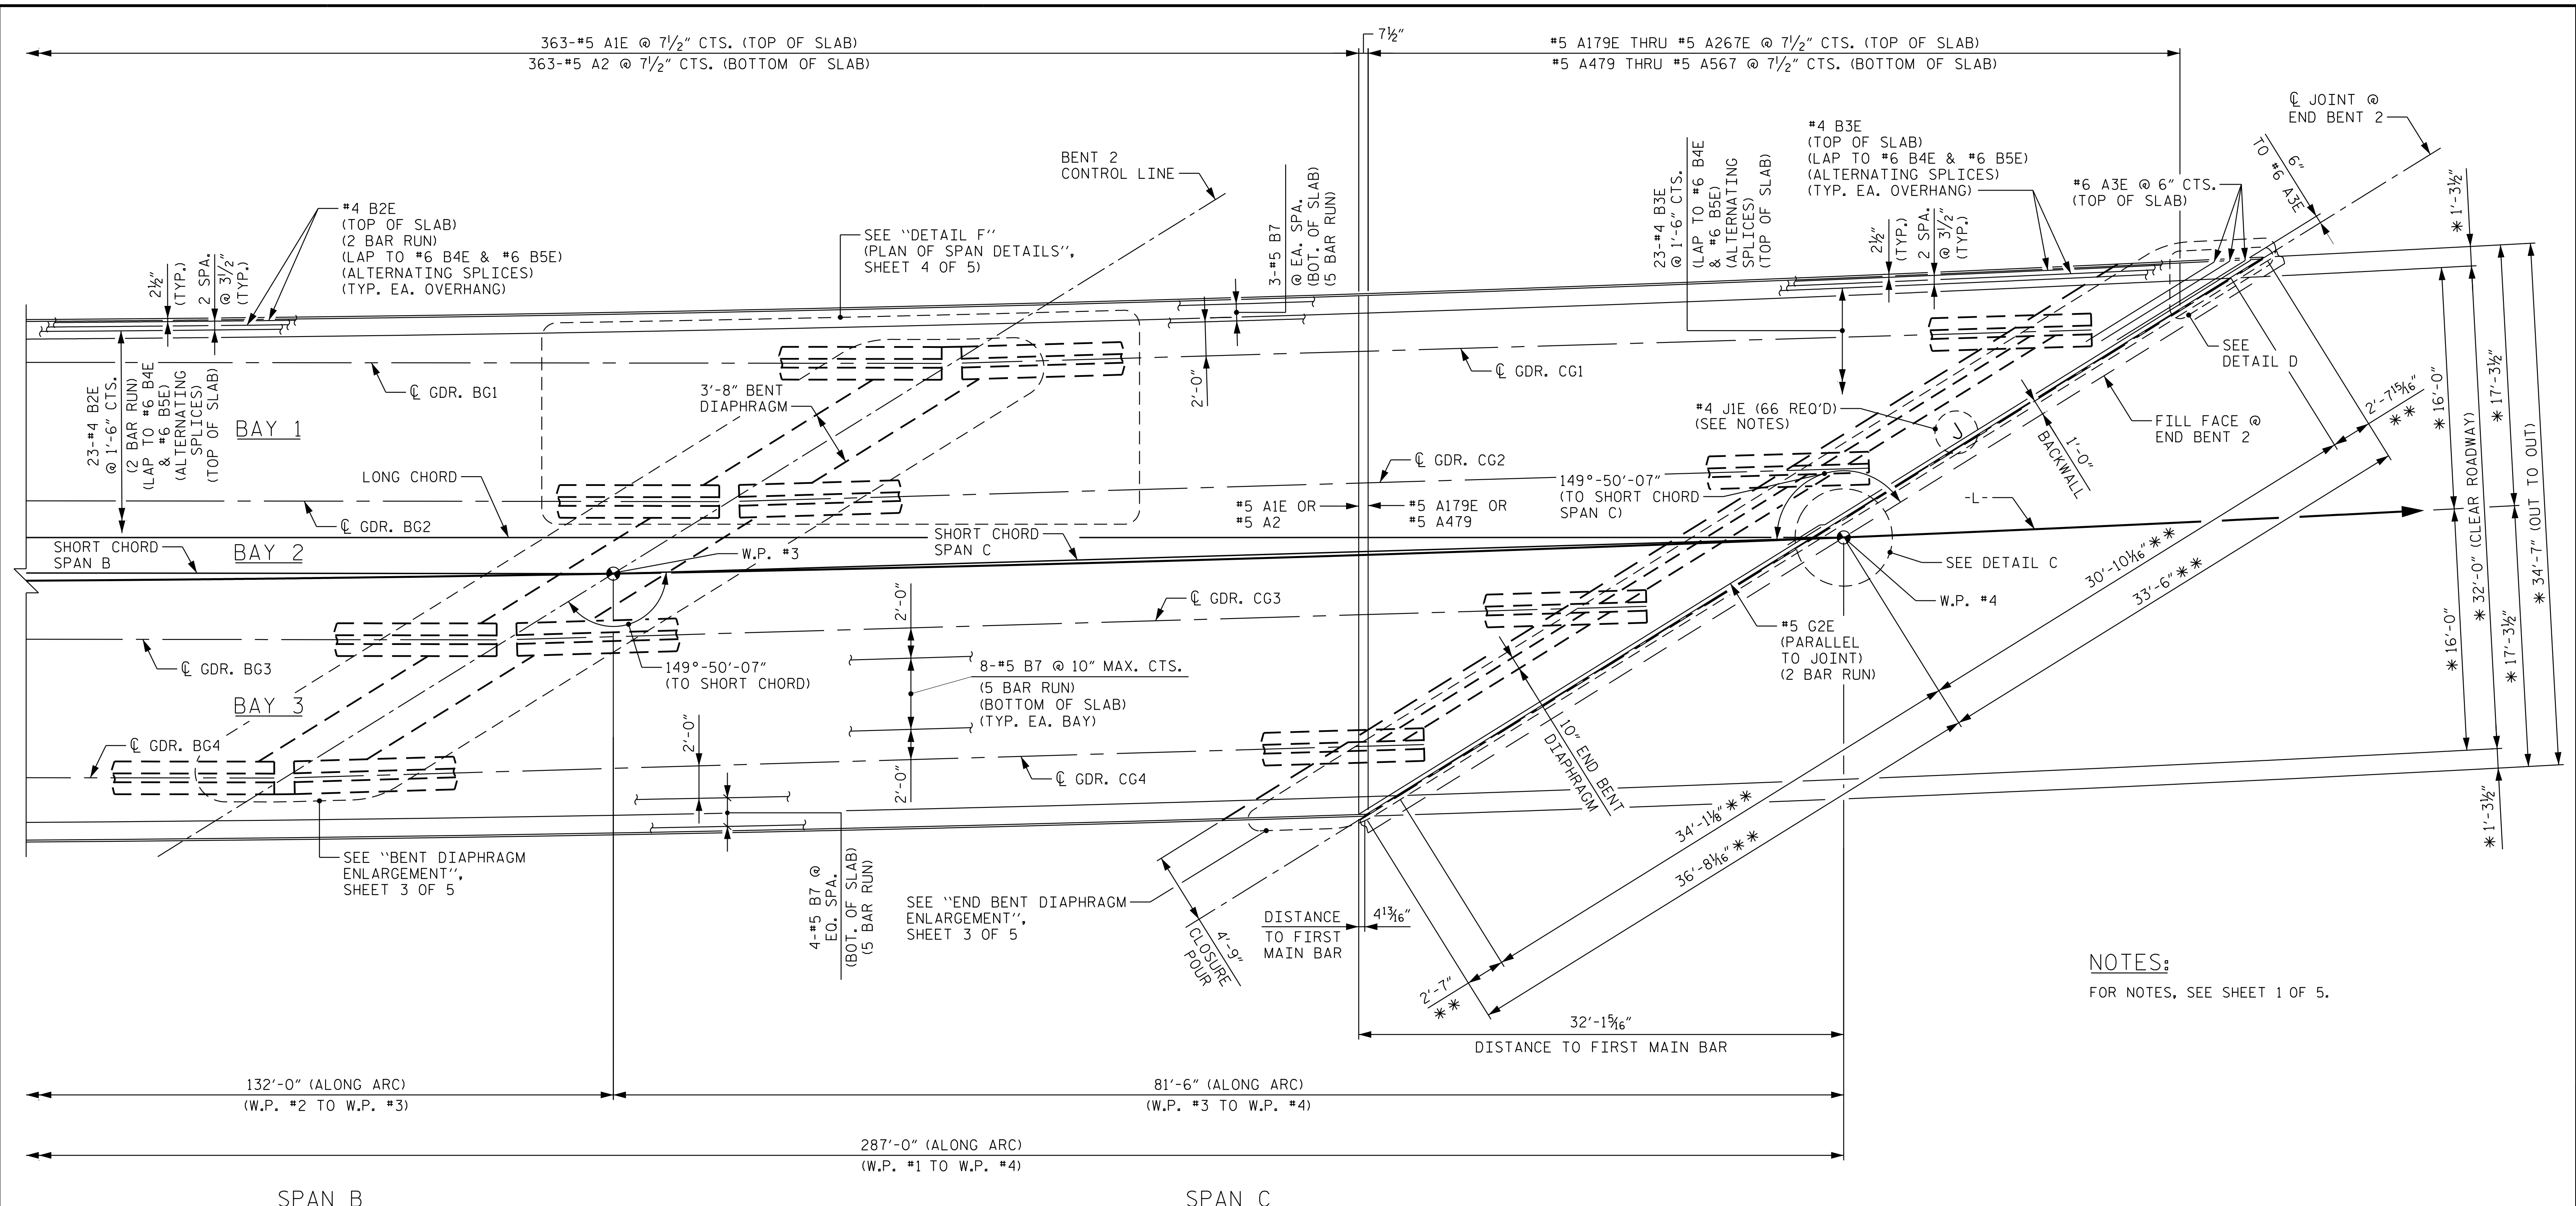 363-#5 A1E @ 7½" CTS. (TOP OF SLAB)
363-#5 A2 @ 7½" CTS. (BOTTOM OF SLAB)
7½"
#5 A179E THRU #5 A267E @ 7½" CTS. (TOP OF SLAB)
#5 A479 THRU #5 A567 @ 7½" CTS. (BOTTOM OF SLAB)
℄ JOINT @
END BENT 2
6"
TO #6 A3E
BENT 2
CONTROL LINE
#4 B2E
(TOP OF SLAB)
(2 BAR RUN)
(LAP TO #6 B4E & #6 B5E)
(ALTERNATING SPLICES)
(TYP. EA. OVERHANG)
2½"
(TYP.)
2 SPA.
@ 3½"
(TYP.)
SEE ``DETAIL F"
(PLAN OF SPAN DETAILS",
SHEET 4 OF 5)
3-#5 B7
@ EA. SPA.
(BOT. OF SLAB)
(5 BAR RUN)
23-#4 B3E
@ 1'-6" CTS.
(LAP TO #6 B4E
& #6 B5E)
(ALTERNATING
SPLICES)
(TOP OF SLAB)
#4 B3E
(TOP OF SLAB)
(LAP TO #6 B4E & #6 B5E)
(ALTERNATING SPLICES)
(TYP. EA. OVERHANG)
2½"
(TYP.)
2 SPA.
@ 3½"
(TYP.)
#6 A3E @ 6" CTS.
(TOP OF SLAB)
* 1'-3½"
23-#4 B2E
@ 1'-6" CTS.
(2 BAR RUN)
(LAP TO #6 B4E
& #6 B5E)
(ALTERNATING
SPLICES)
(TOP OF SLAB)
℄ GDR. BG1
BAY 1
3'-8" BENT
DIAPHRAGM
2'-0"
℄ GDR. CG1
SEE
DETAIL D
2'-7 15/16"
**
#4 J1E (66 REQ'D)
(SEE NOTES)
J
FILL FACE @
END BENT 2
1'-0"
BACKWALL
* 16'-0"
* 17'-3½"
* 32'-0" (CLEAR ROADWAY)
* 34'-7" (OUT TO OUT)
LONG CHORD
℄ GDR. CG2
149°-50'-07"
(TO SHORT CHORD
SPAN C)
-L-
℄ GDR. BG2
#5 A1E OR
#5 A2
#5 A179E OR
#5 A479
SHORT CHORD
SPAN B
BAY 2
W.P. #3
SHORT CHORD
SPAN C
SEE DETAIL C
30'-10 1/16" **
33'-6" **
W.P. #4
℄ GDR. CG3
2'-0"
#5 G2E
(PARALLEL
TO JOINT)
(2 BAR RUN)
* 16'-0"
* 17'-3½"
℄ GDR. BG3
149°-50'-07"
(TO SHORT CHORD)
8-#5 B7 @ 10" MAX. CTS.
(5 BAR RUN)
(BOTTOM OF SLAB)
(TYP. EA. BAY)
BAY 3
10" END BENT
DIAPHRAGM
℄ GDR. BG4
2'-0"
2'-0"
℄ GDR. CG4
34'-1 1/8" **
36'-8 1/16" **
* 1'-3½"
SEE ``BENT DIAPHRAGM
ENLARGEMENT",
SHEET 3 OF 5
4-#5 B7 @
EQ. SPA.
(BOT. OF SLAB)
(5 BAR RUN)
SEE ``END BENT DIAPHRAGM
ENLARGEMENT",
SHEET 3 OF 5
4'-9"
CLOSURE
POUR
DISTANCE
TO FIRST
MAIN BAR
4 13/16"
2'-7"
**
NOTES:
FOR NOTES, SEE SHEET 1 OF 5.
32'-1 5/16"
DISTANCE TO FIRST MAIN BAR
132'-0" (ALONG ARC)
(W.P. #2 TO W.P. #3)
81'-6" (ALONG ARC)
(W.P. #3 TO W.P. #4)
287'-0" (ALONG ARC)
(W.P. #1 TO W.P. #4)
SPAN B
SPAN C